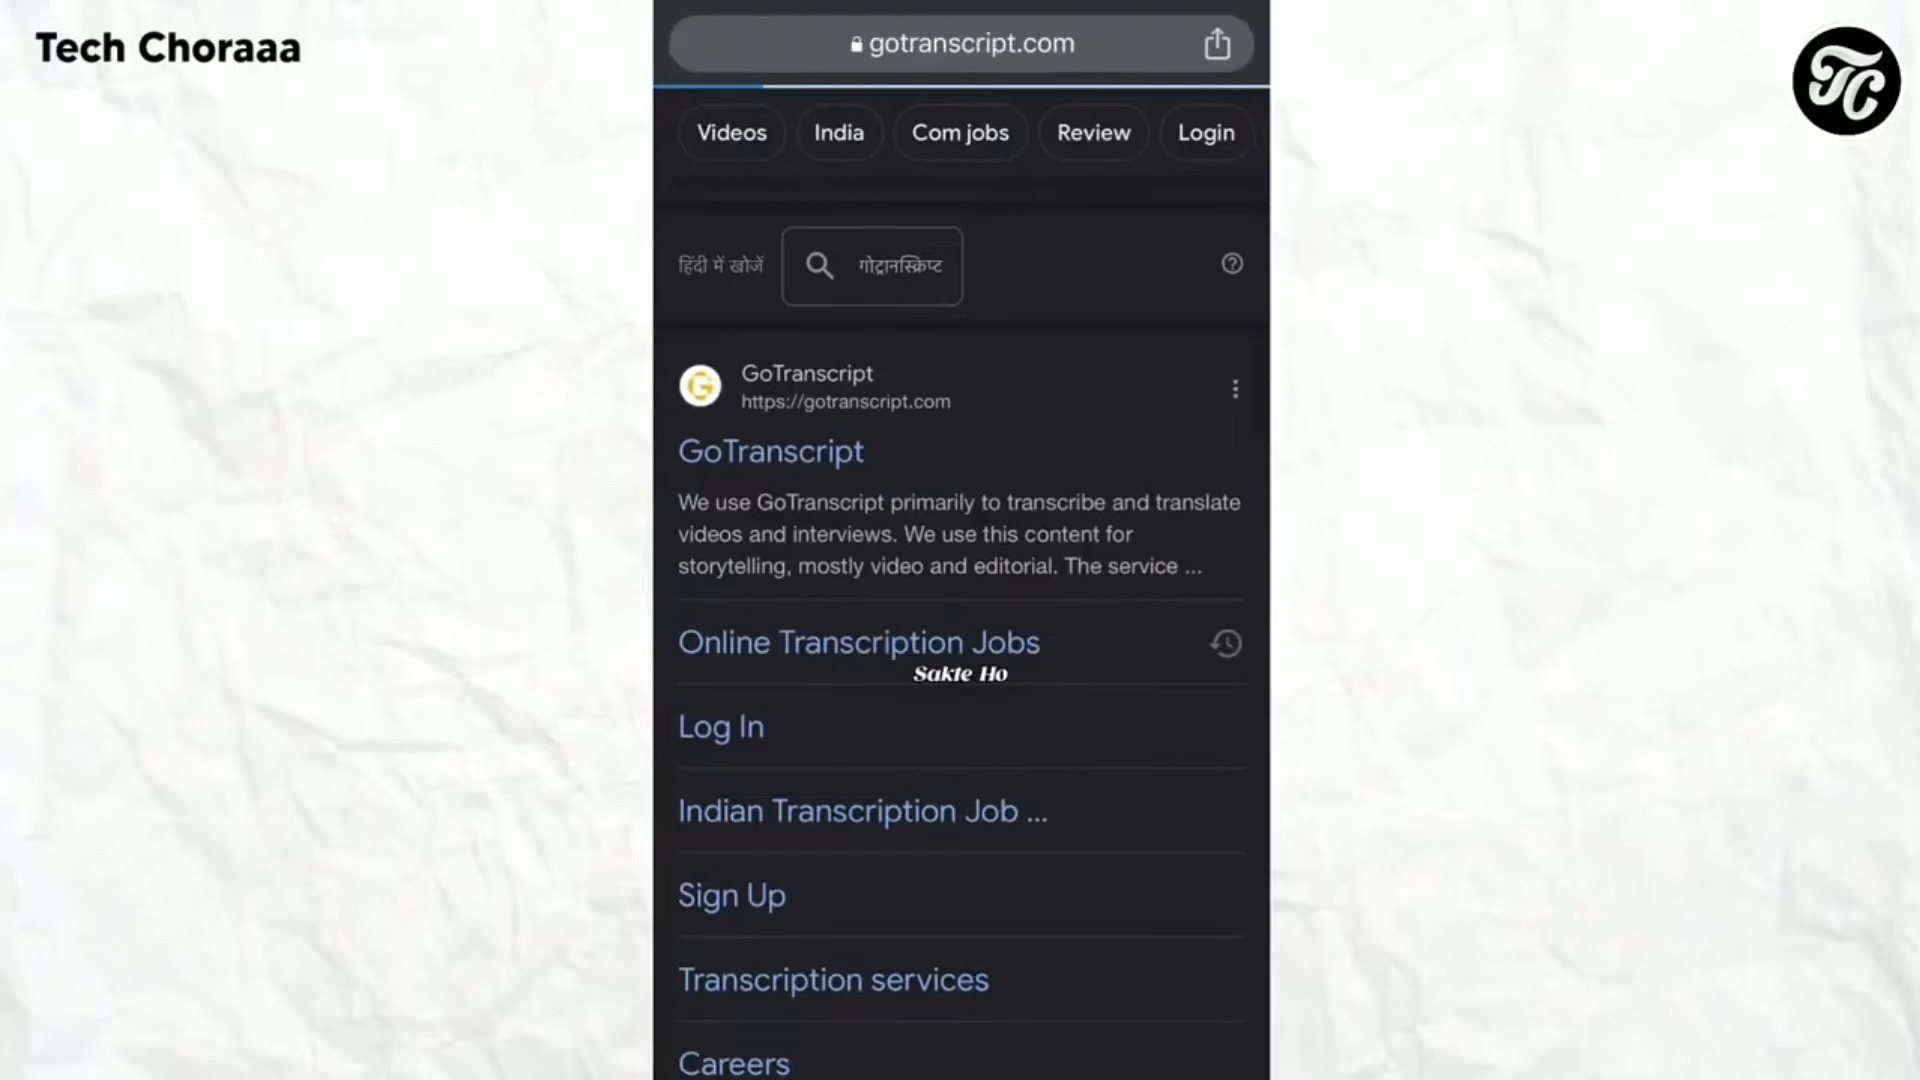 Tech Choraaa
TC
gotranscript.com
Videos India Com jobs Review Login
हिंदी में खोजें गोट्रानस्क्रिप्ट
G GoTranscript
https://gotranscript.com
GoTranscript
We use GoTranscript primarily to transcribe and translate
videos and interviews. We use this content for
storytelling, mostly video and editorial. The service ...
Online Transcription Jobs
Sakte Ho
Log In
Indian Transcription Job ...
Sign Up
Transcription services
Careers